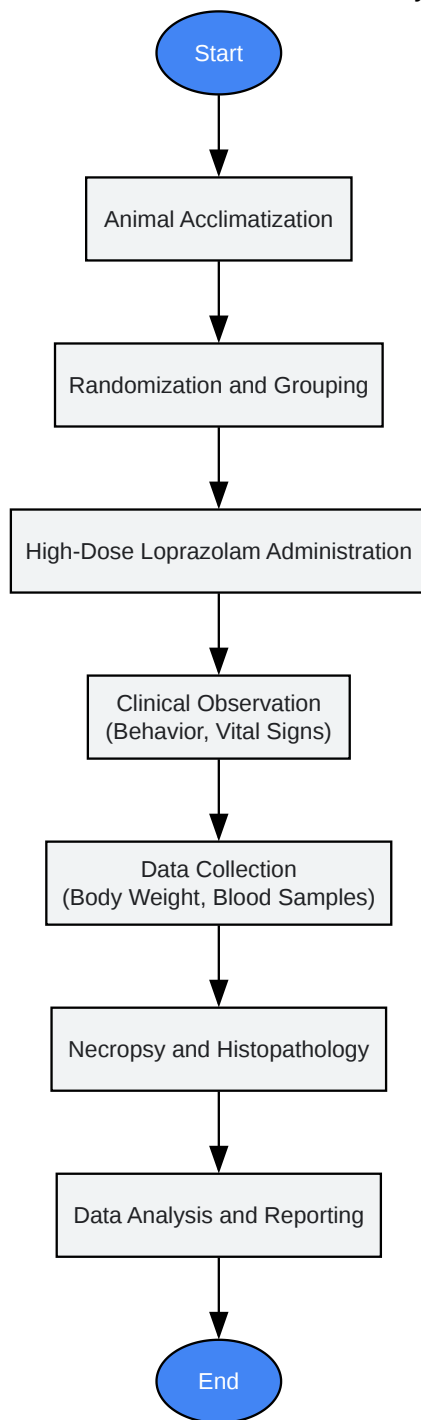 Start
Animal Acclimatization
Randomization and Grouping
High-Dose Loprazolam Administration
Clinical Observation
(Behavior, Vital Signs)
Data Collection
(Body Weight, Blood Samples)
Necropsy and Histopathology
Data Analysis and Reporting
End